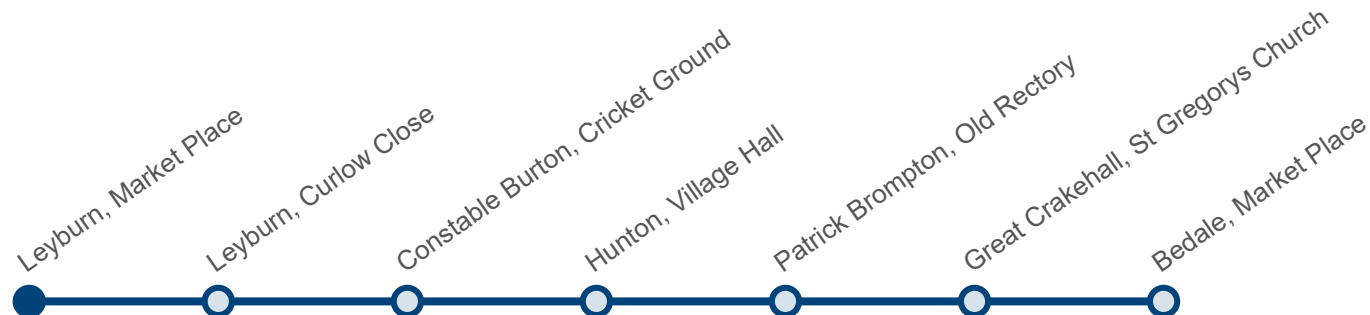 Leyburn, Market Place
Leyburn, Curlow Close
Constable Burton, Cricket Ground
Hunton, Village Hall
Patrick Brompton, Old Rectory
Great Crakehall, St Gregorys Church
Bedale, Market Place